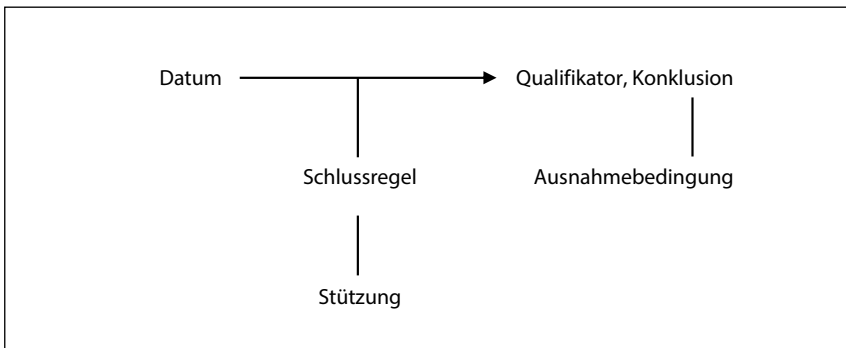 Datum Qualifikator, Konklusion
Schlussregel Ausnahmebedingung
Stützung